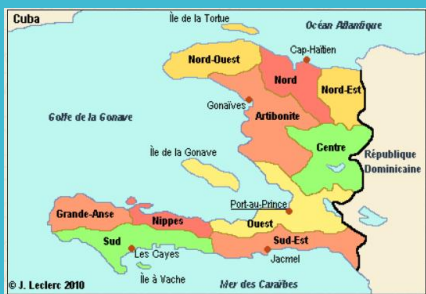 Cuba
Île de la Tortue
Océan Atlantique
Cap-Haïtien
Nord-Ouest
Nord
Nord-Est
Gonaïves
Artibonite
Golfe de la Gonave
Centre
Île de la Gonave
République
Dominicaine
Port-au-Prince
Grande-Anse
Nippes
Ouest
Sud
Sud-Est
Les Cayes
Jacmel
Île à Vache
© J. Leclerc 2010
Mer des Caraïbes